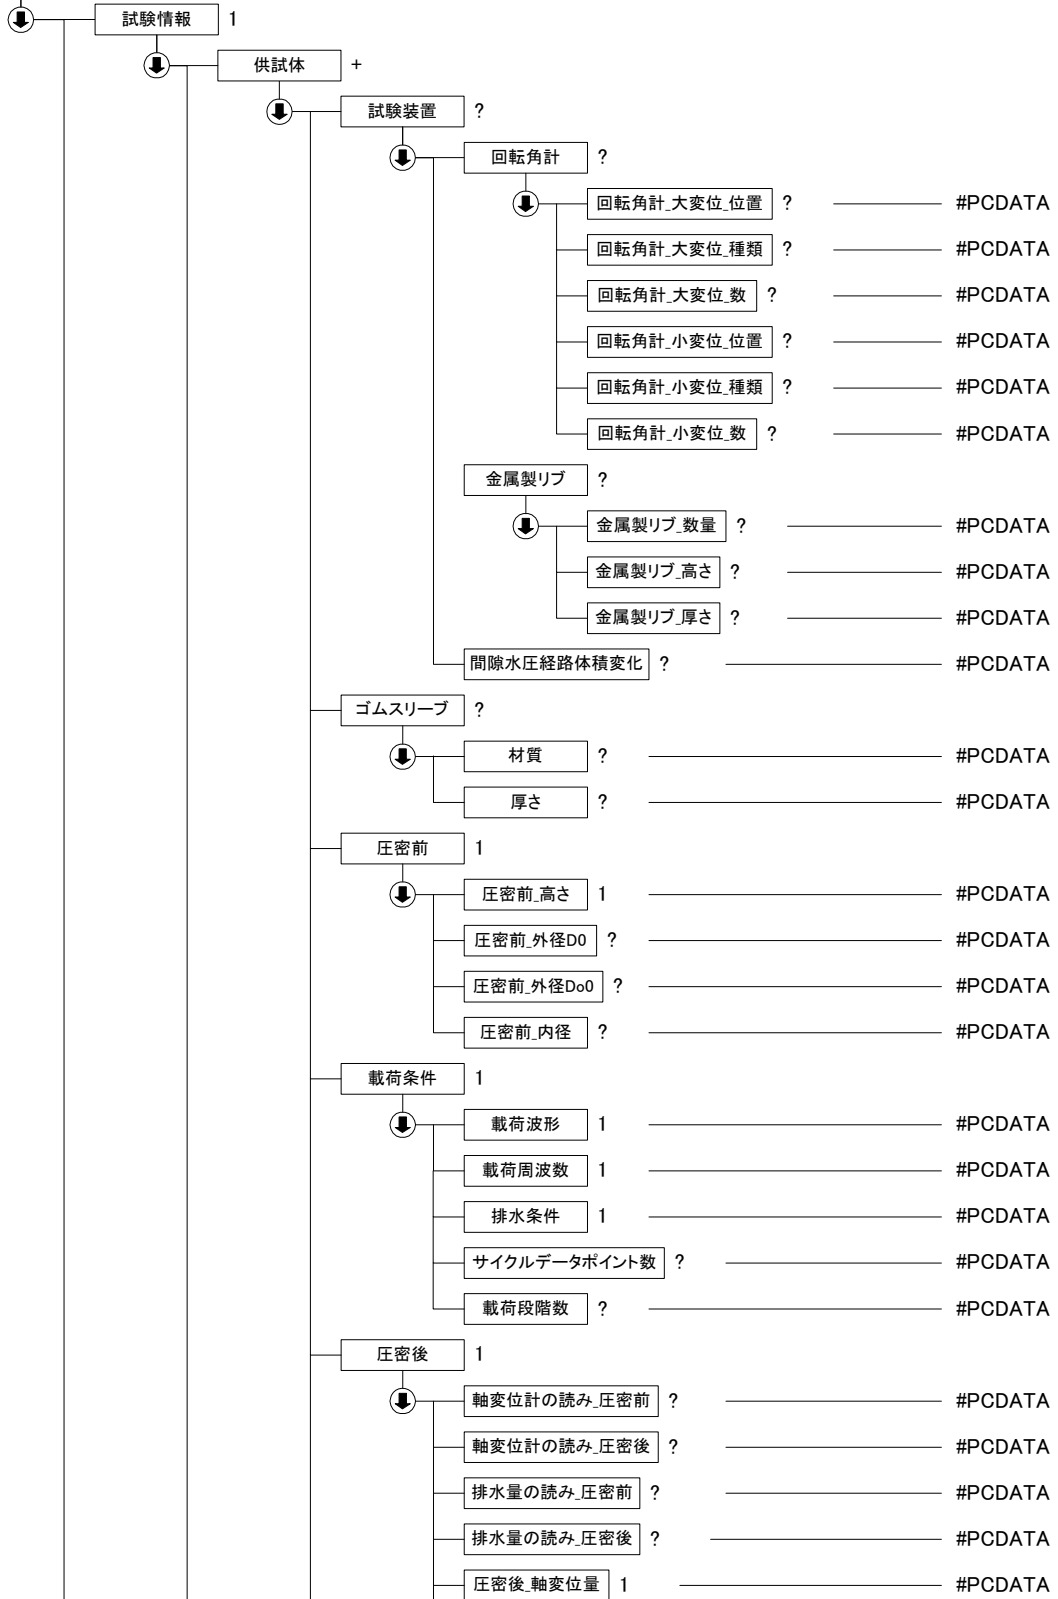 試験情報 1
供試体 +
試験装置 ?
回転角計 ?
回転角計_大変位_位置 ? #PCDATA
回転角計_大変位_種類 ? #PCDATA
回転角計_大変位_数 ? #PCDATA
回転角計_小変位_位置 ? #PCDATA
回転角計_小変位_種類 ? #PCDATA
回転角計_小変位_数 ? #PCDATA
金属製リブ ?
金属製リブ_数量 ? #PCDATA
金属製リブ_高さ ? #PCDATA
金属製リブ_厚さ ? #PCDATA
間隙水圧経路体積変化 ? #PCDATA
ゴムスリーブ ?
材質 ? #PCDATA
厚さ ? #PCDATA
圧密前 1
圧密前_高さ 1 #PCDATA
圧密前_外径D0 ? #PCDATA
圧密前_外径Do0 ? #PCDATA
圧密前_内径 ? #PCDATA
載荷条件 1
載荷波形 1 #PCDATA
載荷周波数 1 #PCDATA
排水条件 1 #PCDATA
サイクルデータポイント数 ? #PCDATA
載荷段階数 ? #PCDATA
圧密後 1
軸変位計の読み_圧密前 ? #PCDATA
軸変位計の読み_圧密後 ? #PCDATA
排水量の読み_圧密前 ? #PCDATA
排水量の読み_圧密後 ? #PCDATA
圧密後_軸変位量 1 #PCDATA